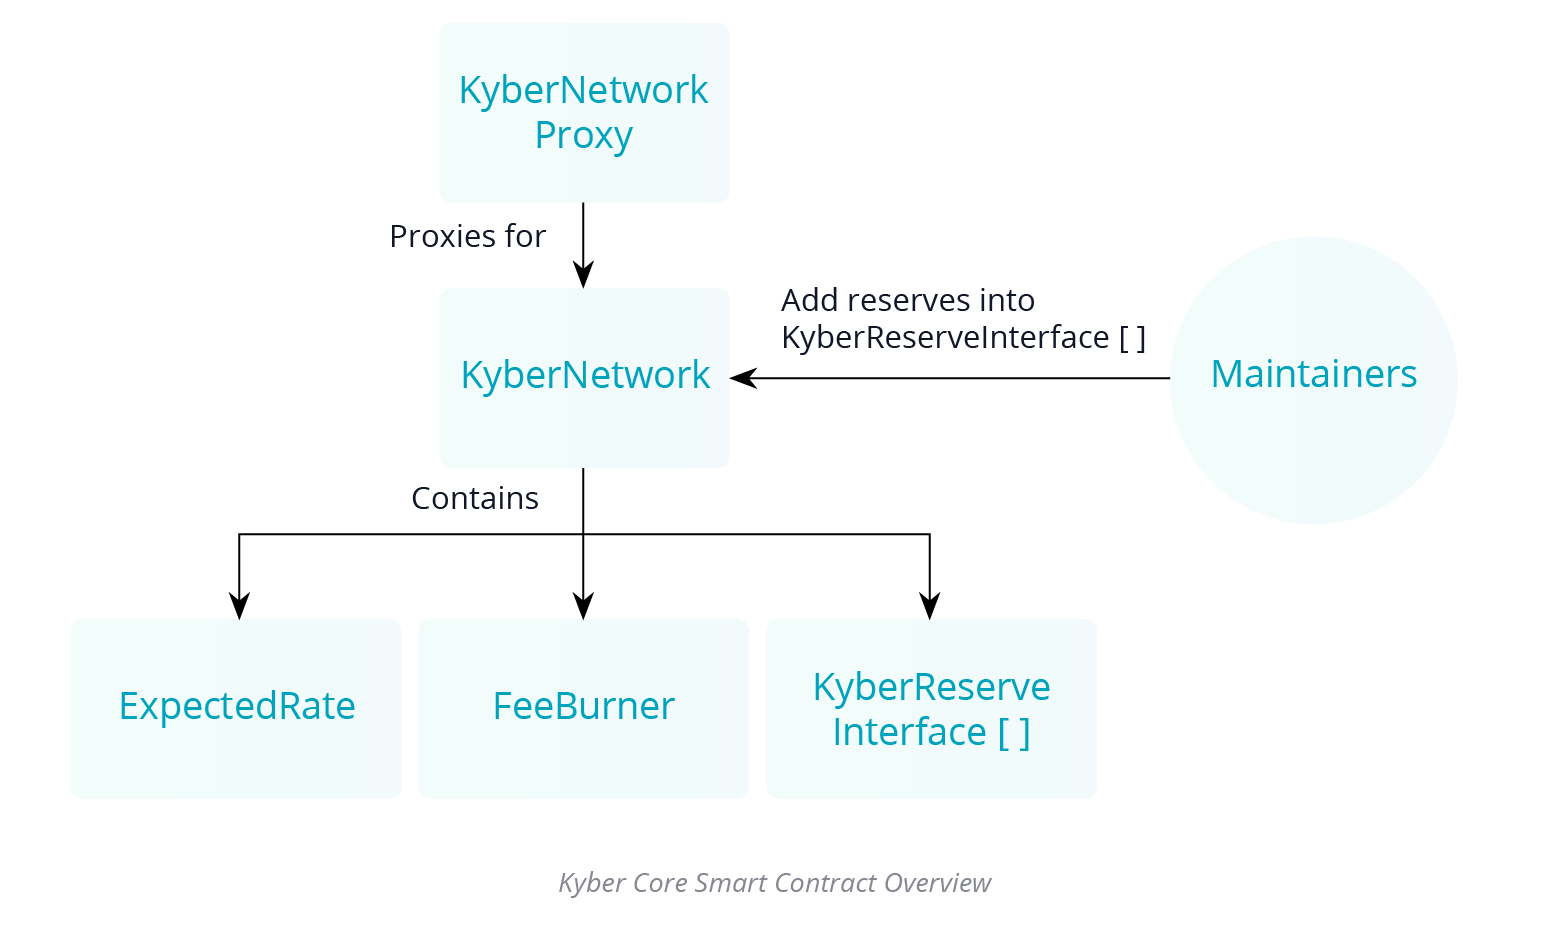 KyberNetwork
Proxy
Proxies for
Add reserves into
KyberReserveInterface [ ]
KyberNetwork
Maintainers
Contains
ExpectedRate
FeeBurner
KyberReserve
Interface [ ]
Kyber Core Smart Contract Overview